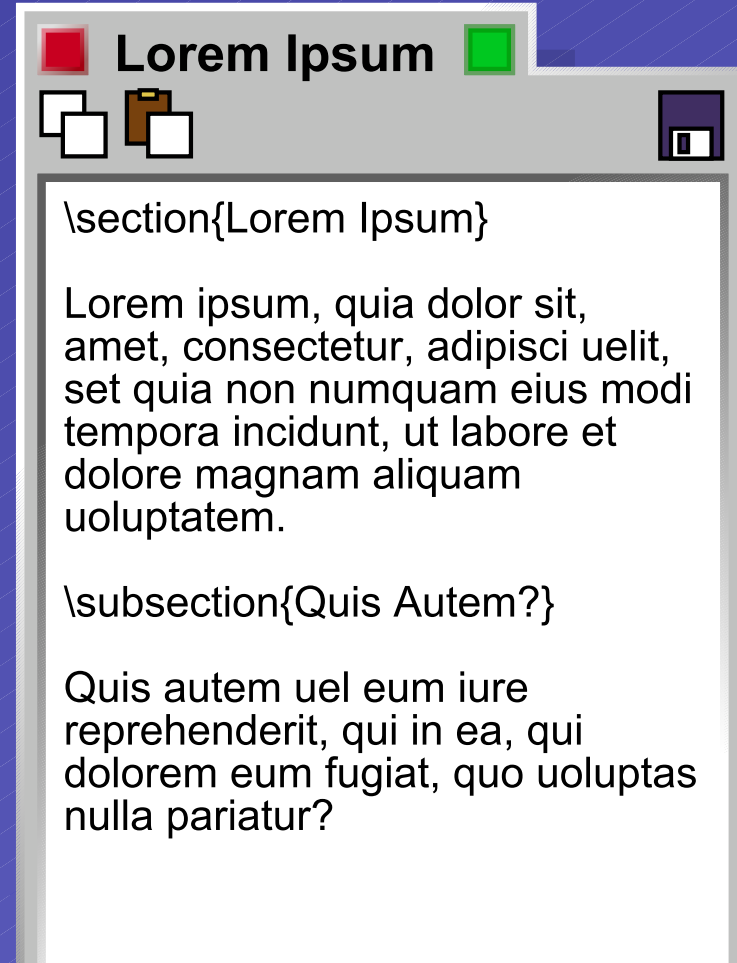 Lorem Ipsum
\section{Lorem Ipsum}
Lorem ipsum, quia dolor sit,
amet, consectetur, adipisci uelit,
set quia non numquam eius modi
tempora incidunt, ut labore et
dolore magnam aliquam
uoluptatem.
\subsection{Quis Autem?}
Quis autem uel eum iure
reprehenderit, qui in ea, qui
dolorem eum fugiat, quo uoluptas
nulla pariatur?